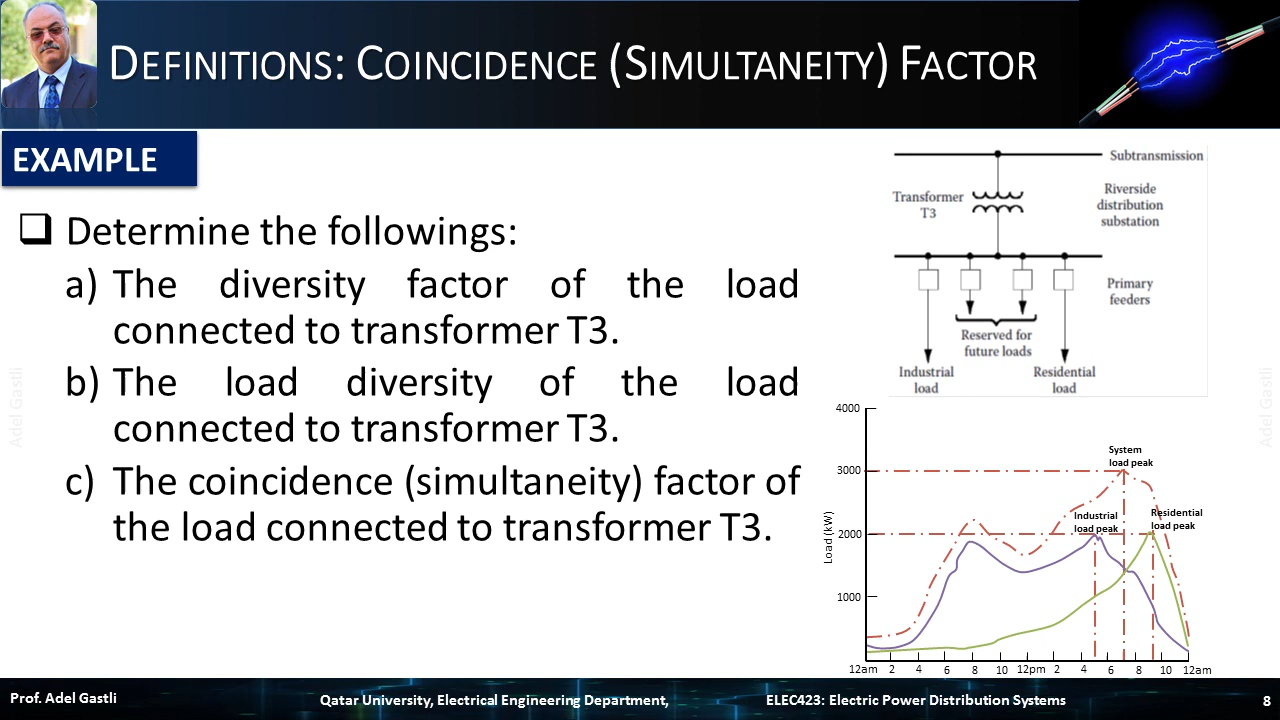 DEFINITIONS: COINCIDENCE (SIMULTANEITY) FACTOR
EXAMPLE
Determine the followings:
a) The diversity factor of the load
connected to transformer T3.
b) The load diversity of the load
connected to transformer T3.
c) The coincidence (simultaneity) factor of
the load connected to transformer T3.
Subtransmission
Transformer
T3
Riverside
distribution
substation
Primary
feeders
Reserved for
future loads
Industrial
load
Residential
load
4000
3000
2000
1000
Load (kW)
System
load peak
Industrial
load peak
Residential
load peak
12am 2 4 6 8 10 12pm 2 4 6 8 10 12am
Adel Gastli
Adel Gastli
Prof. Adel Gastli
Qatar University, Electrical Engineering Department,
ELEC423: Electric Power Distribution Systems
8